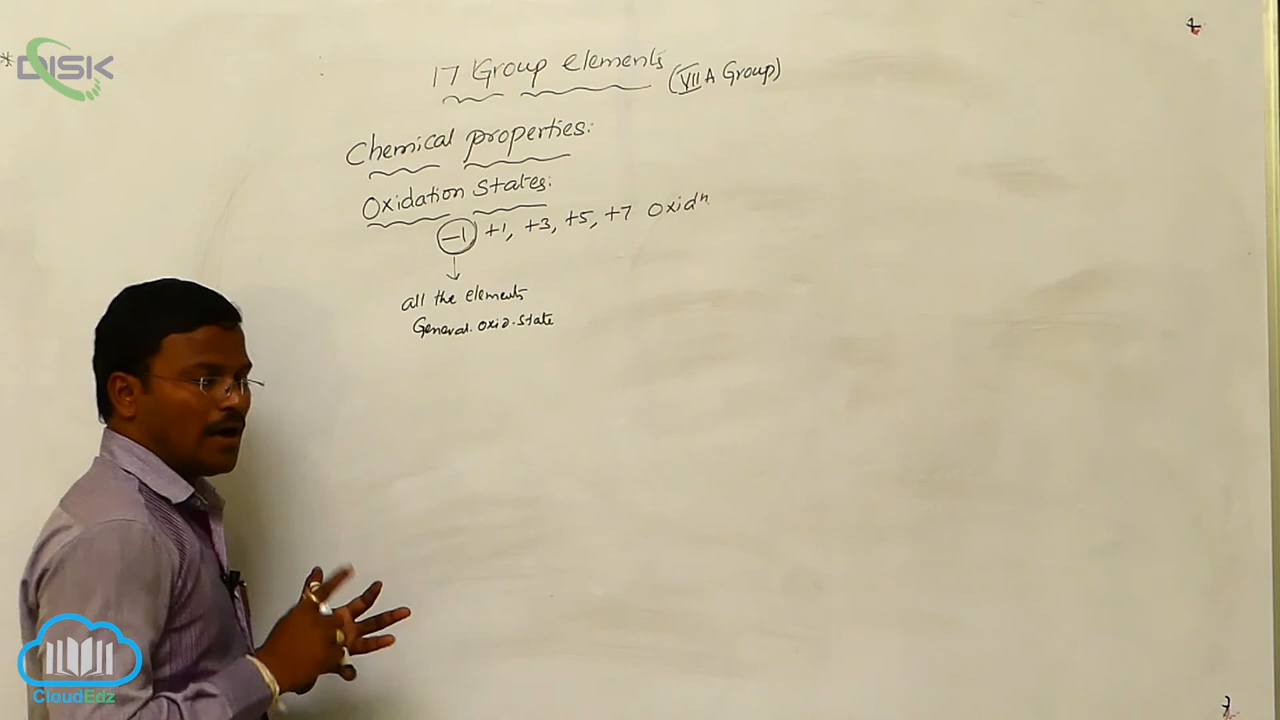 DISK
17 Group elements (VII A Group)
Chemical properties:
Oxidation States:
-1 +1, +3, +5, +7 Oxidⁿ
all the elements
General. oxid. state
CloudEdz